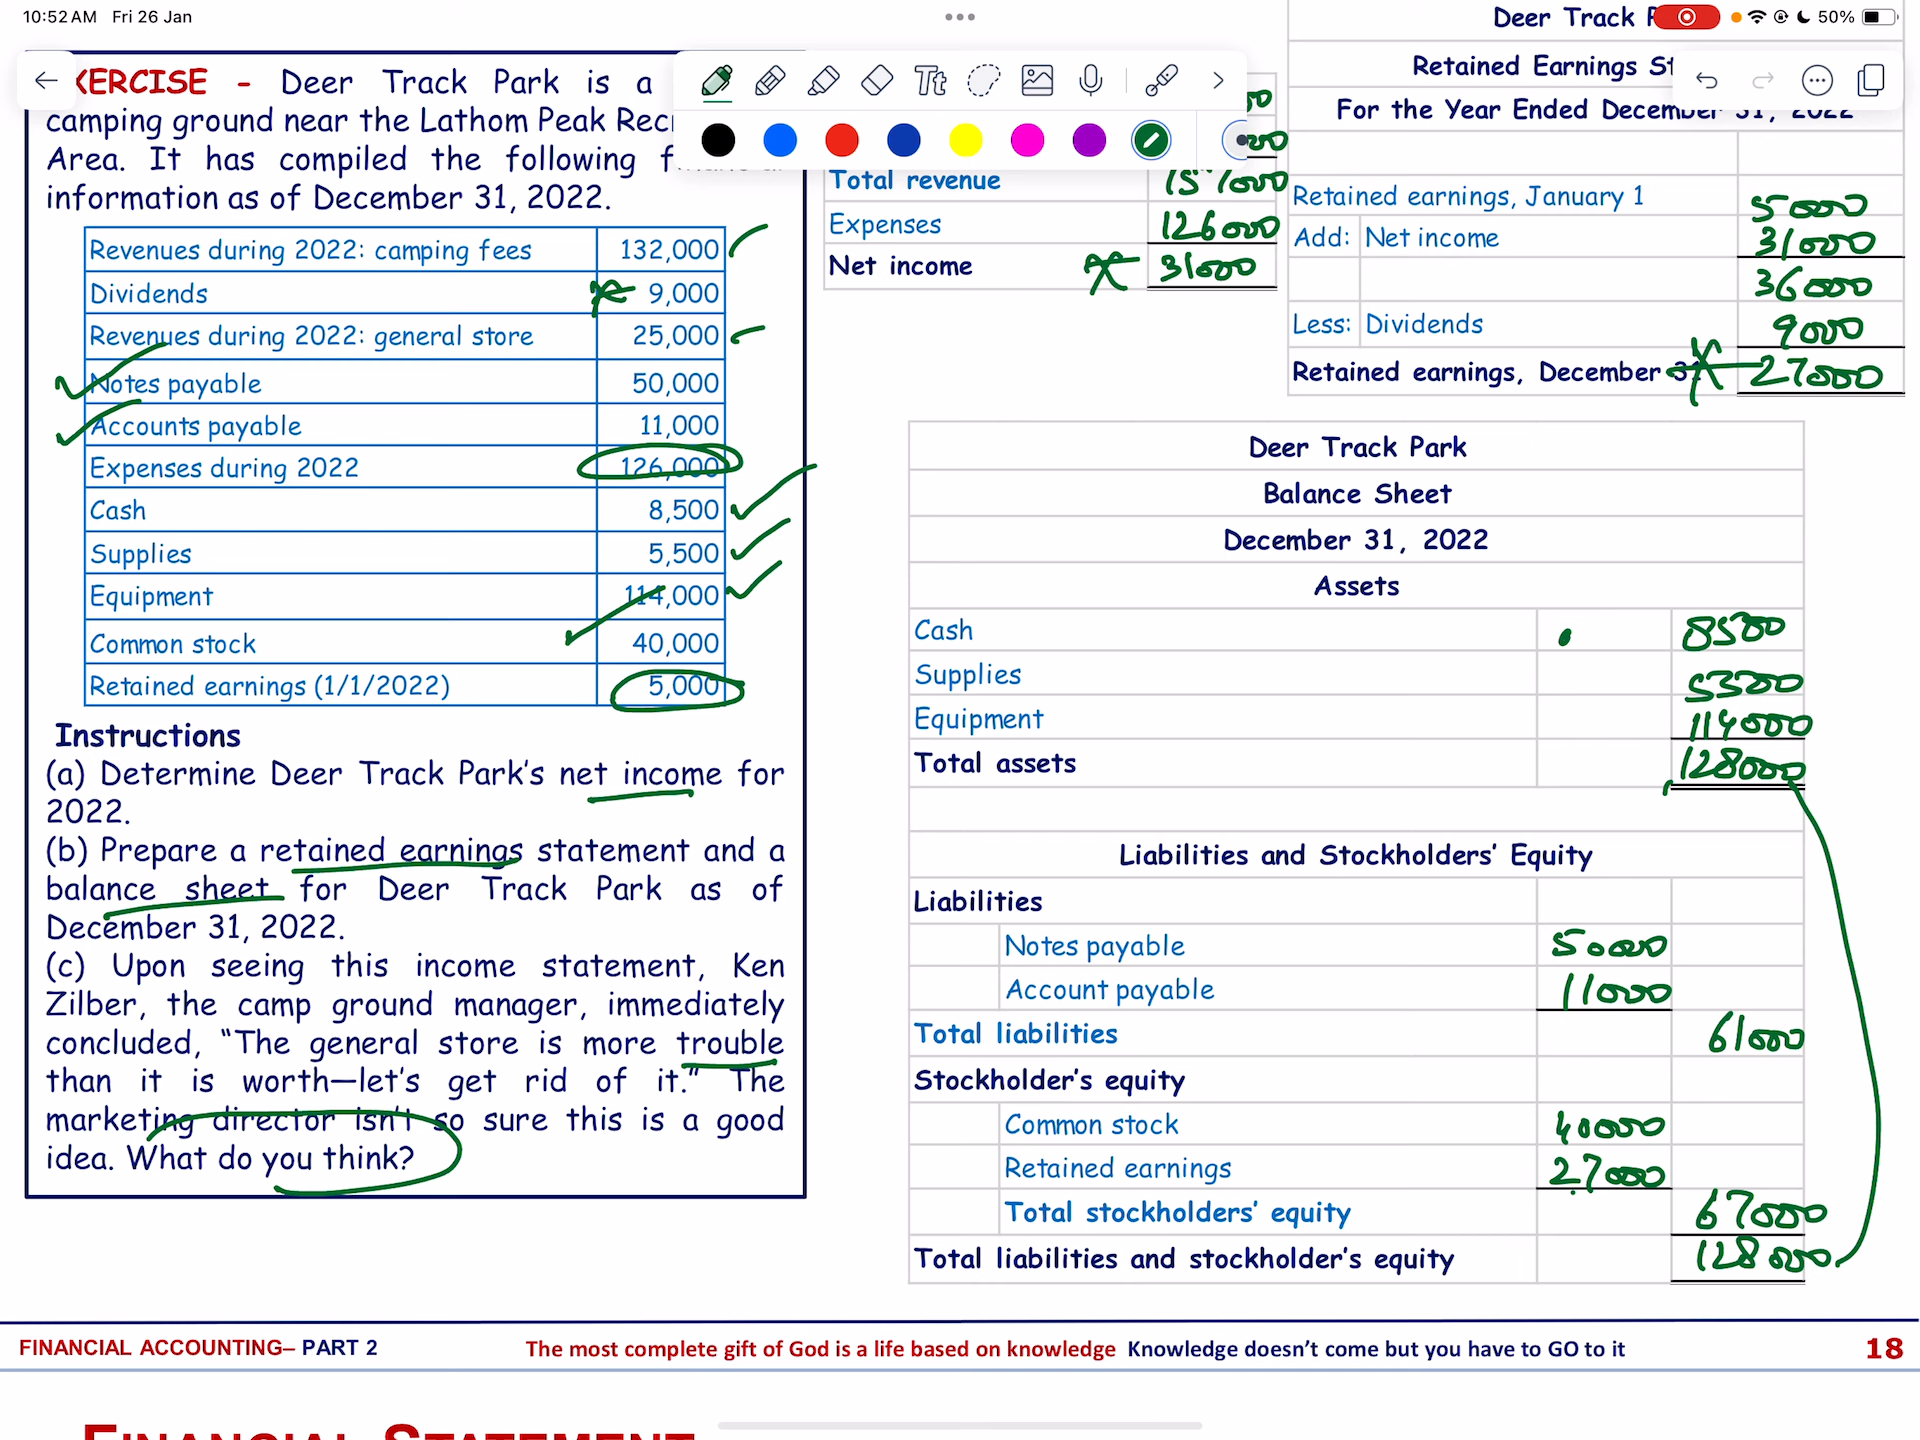 10:52 AM Fri 26 Jan
50%
EXERCISE - Deer Track Park is a
camping ground near the Lathom Peak
Area. It has compiled the following
information as of December 31, 2022.
Revenues during 2022: camping fees 132,000
Dividends 9,000
Revenues during 2022: general store 25,000
Notes payable 50,000
Accounts payable 11,000
Expenses during 2022 126,000
Cash 8,500
Supplies 5,500
Equipment 114,000
Common stock 40,000
Retained earnings (1/1/2022) 5,000
Instructions
(a) Determine Deer Track Park's net income for
2022.
(b) Prepare a retained earnings statement and a
balance sheet for Deer Track Park as of
December 31, 2022.
(c) Upon seeing this income statement, Ken
Zilber, the camp ground manager, immediately
concluded, "The general store is more trouble
than it is worth—let's get rid of it." The
marketing director isn't so sure this is a good
idea. What do you think?
Tt
Total revenue 157000
Expenses 126000
Net income 31000
Deer Track
Retained Earnings
For the Year Ended December 31, 2022
Retained earnings, January 1 5000
Add: Net income 31000
36000
Less: Dividends 9000
Retained earnings, December 31 27000
Deer Track Park
Balance Sheet
December 31, 2022
Assets
Cash 8500
Supplies 5500
Equipment 114000
Total assets 128000
Liabilities and Stockholders' Equity
Liabilities
Notes payable 50000
Account payable 11000
Total liabilities 61000
Stockholder's equity
Common stock 40000
Retained earnings 27000
Total stockholders' equity 67000
Total liabilities and stockholder's equity 128000
FINANCIAL ACCOUNTING– PART 2
The most complete gift of God is a life based on knowledge Knowledge doesn't come but you have to GO to it
18
FINANCIAL STATEMENT